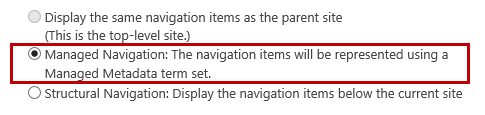 Display the same navigation items as the parent site
(This is the top-level site.)
Managed Navigation: The navigation items will be represented using a
Managed Metadata term set.
Structural Navigation: Display the navigation items below the current site